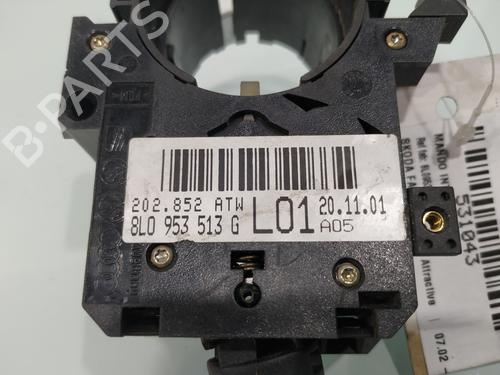 B-PARTS
202.852 ATW
8L0 953 513 G
L01
20.11.01
A05
>POM<
MANDO IN
SKODA FA
531043
Attractive | 07.02 -